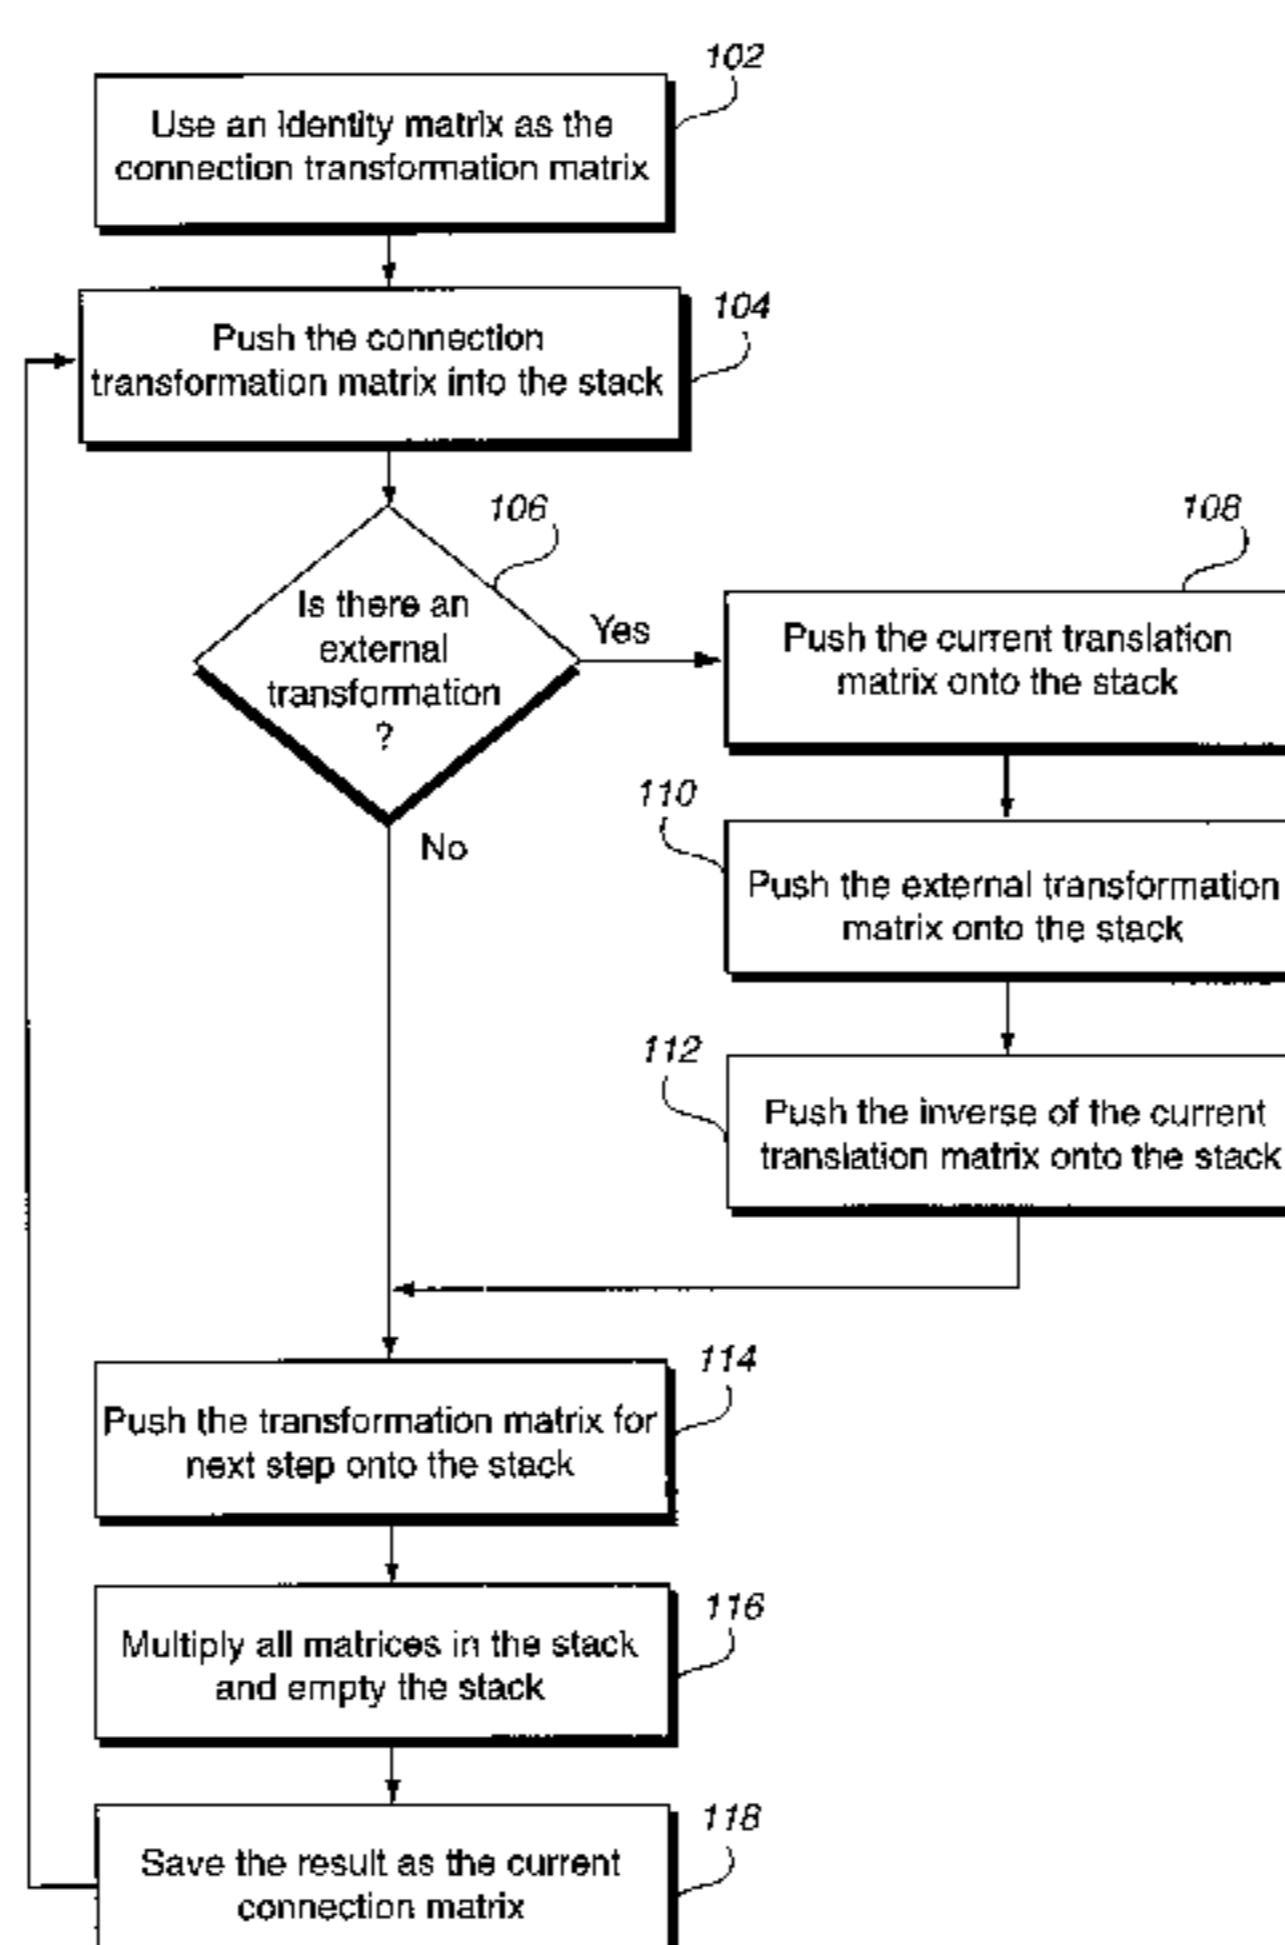 102
Use an identity matrix as the
connection transformation matrix
104
Push the connection
transformation matrix into the stack
106
Is there an
external
transformation
?
Yes
No
108
Push the current translation
matrix onto the stack
110
Push the external transformation
matrix onto the stack
112
Push the inverse of the current
translation matrix onto the stack
114
Push the transformation matrix for
next step onto the stack
116
Multiply all matrices in the stack
and empty the stack
118
Save the result as the current
connection matrix